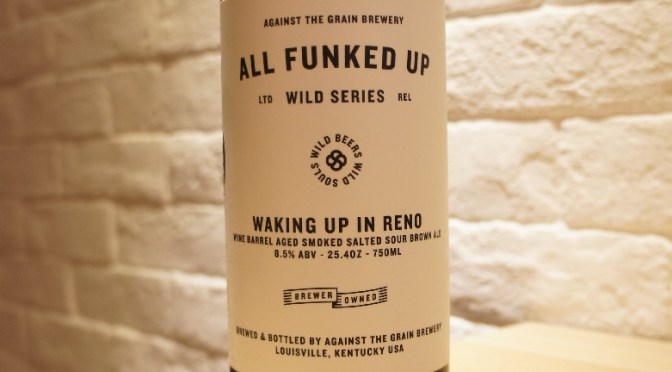 AGAINST THE GRAIN BREWERY
ALL FUNKED UP
LTD WILD SERIES REL
WILD BEERS WILD SOULS
WAKING UP IN RENO
WINE BARREL AGED SMOKED SALTED SOUR BROWN ALE
8.5% ABV - 25.4OZ - 750ML
BREWER OWNED
BREWED & BOTTLED BY AGAINST THE GRAIN BREWERY
LOUISVILLE, KENTUCKY USA